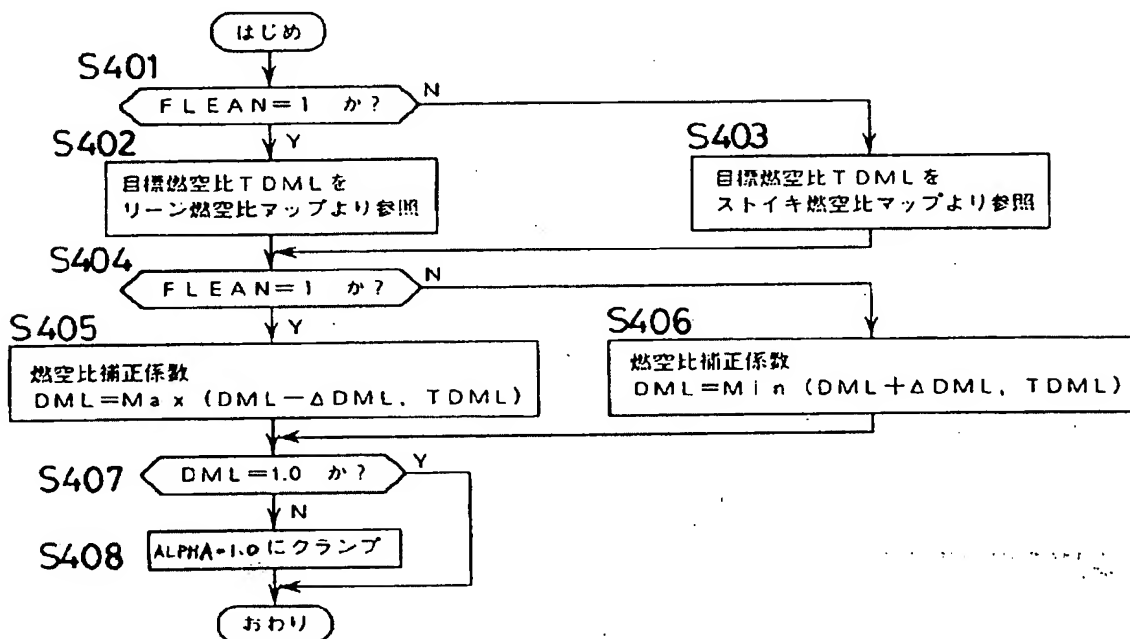 はじめ
S401
FLEAN=1 か?
N
Y
S402
目標燃空比TDMLを
リーン燃空比マップより参照
S403
目標燃空比TDMLを
ストイキ燃空比マップより参照
S404
FLEAN=1 か?
N
Y
S405
燃空比補正係数
DML=Max (DML-ΔDML, TDML)
S406
燃空比補正係数
DML=Min (DML+ΔDML, TDML)
S407
DML=1.0 か?
Y
N
S408
ALPHA=1.0にクランプ
おわり